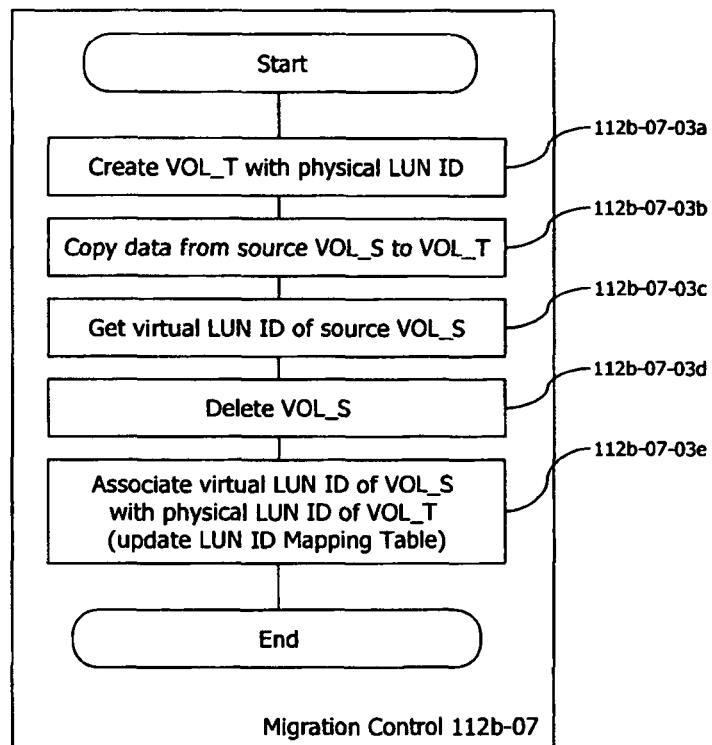 Start
Create VOL_T with physical LUN ID
112b-07-03a
Copy data from source VOL_S to VOL_T
112b-07-03b
Get virtual LUN ID of source VOL_S
112b-07-03c
Delete VOL_S
112b-07-03d
Associate virtual LUN ID of VOL_S
with physical LUN ID of VOL_T
(update LUN ID Mapping Table)
112b-07-03e
End
Migration Control 112b-07